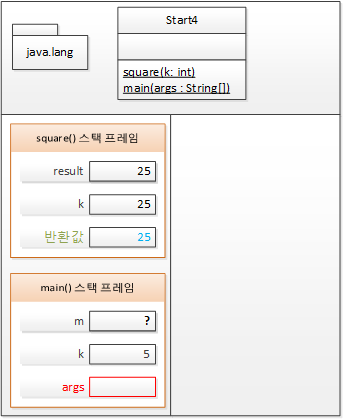 Start4
java.lang
square(k: int)
main(args : String[])
square() 스택 프레임
result 25
k 25
반환값 25
main() 스택 프레임
m ?
k 5
args